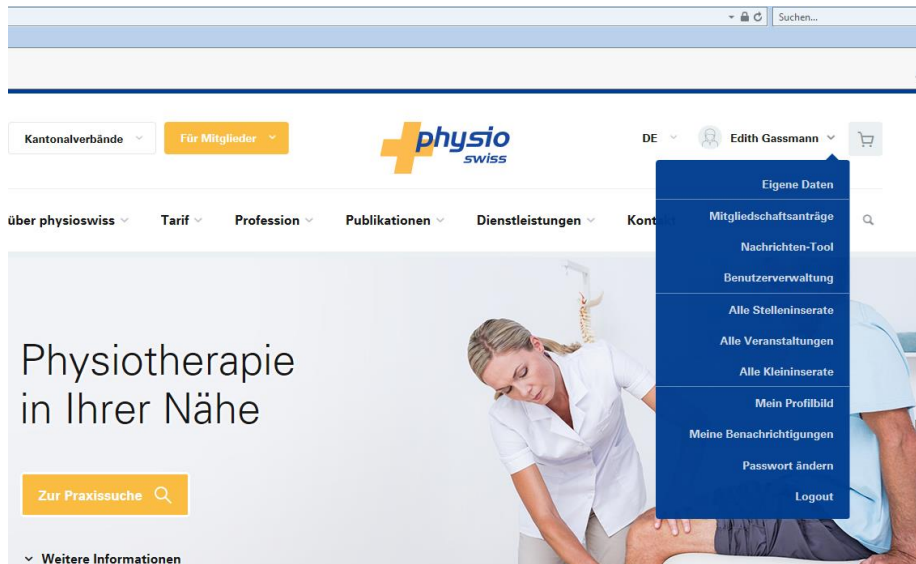 Suchen...
Kantonalverbände
Für Mitglieder
physio
swiss
DE
Edith Gassmann
über physioswiss
Tarif
Profession
Publikationen
Dienstleistungen
Kont
Eigene Daten
Mitgliedschaftsanträge
Nachrichten-Tool
Benutzerverwaltung
Alle Stelleninserate
Alle Veranstaltungen
Alle Kleininserate
Mein Profilbild
Meine Benachrichtigungen
Passwort ändern
Logout
Physiotherapie
in Ihrer Nähe
Zur Praxissuche
Weitere Informationen